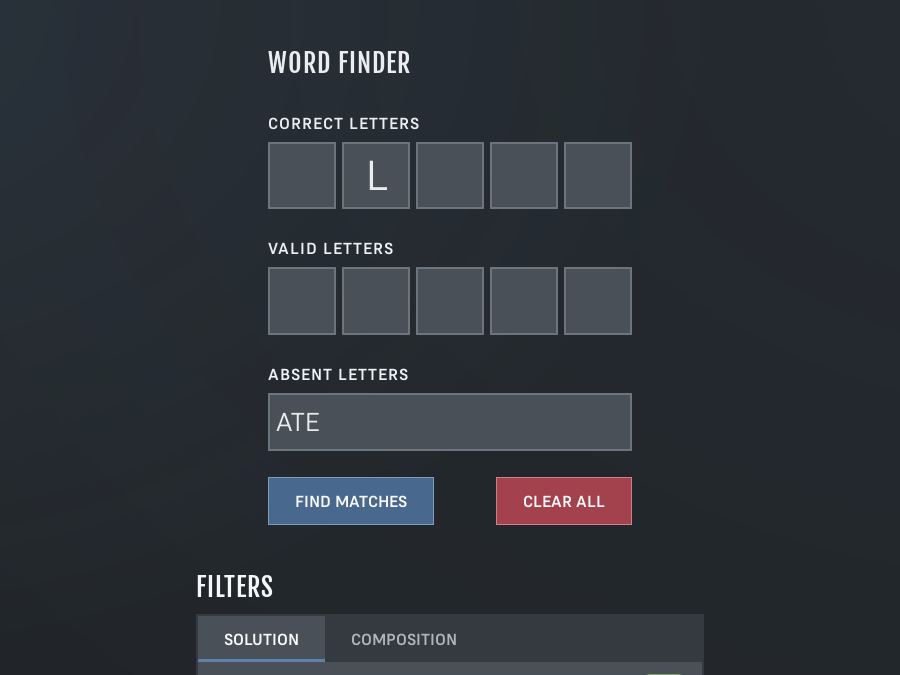 WORD FINDER
CORRECT LETTERS
L
VALID LETTERS
ABSENT LETTERS
ATE
FIND MATCHES CLEAR ALL
FILTERS
SOLUTION COMPOSITION